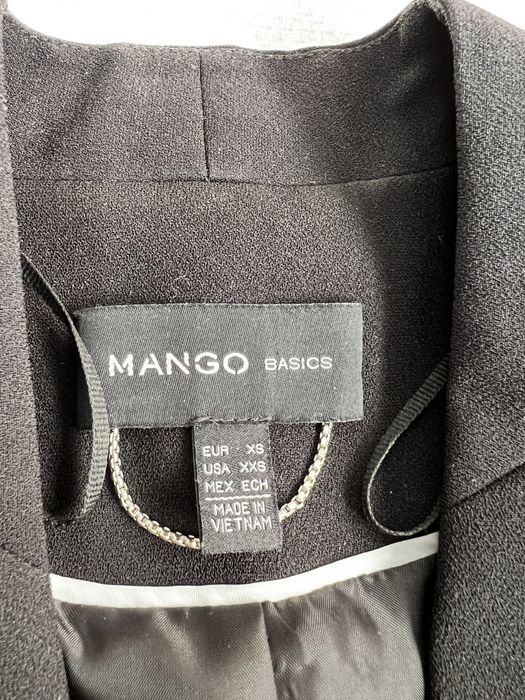 MANGO BASICS
EUR XS
USA XXS
MEX ECH
MADE IN
VIETNAM